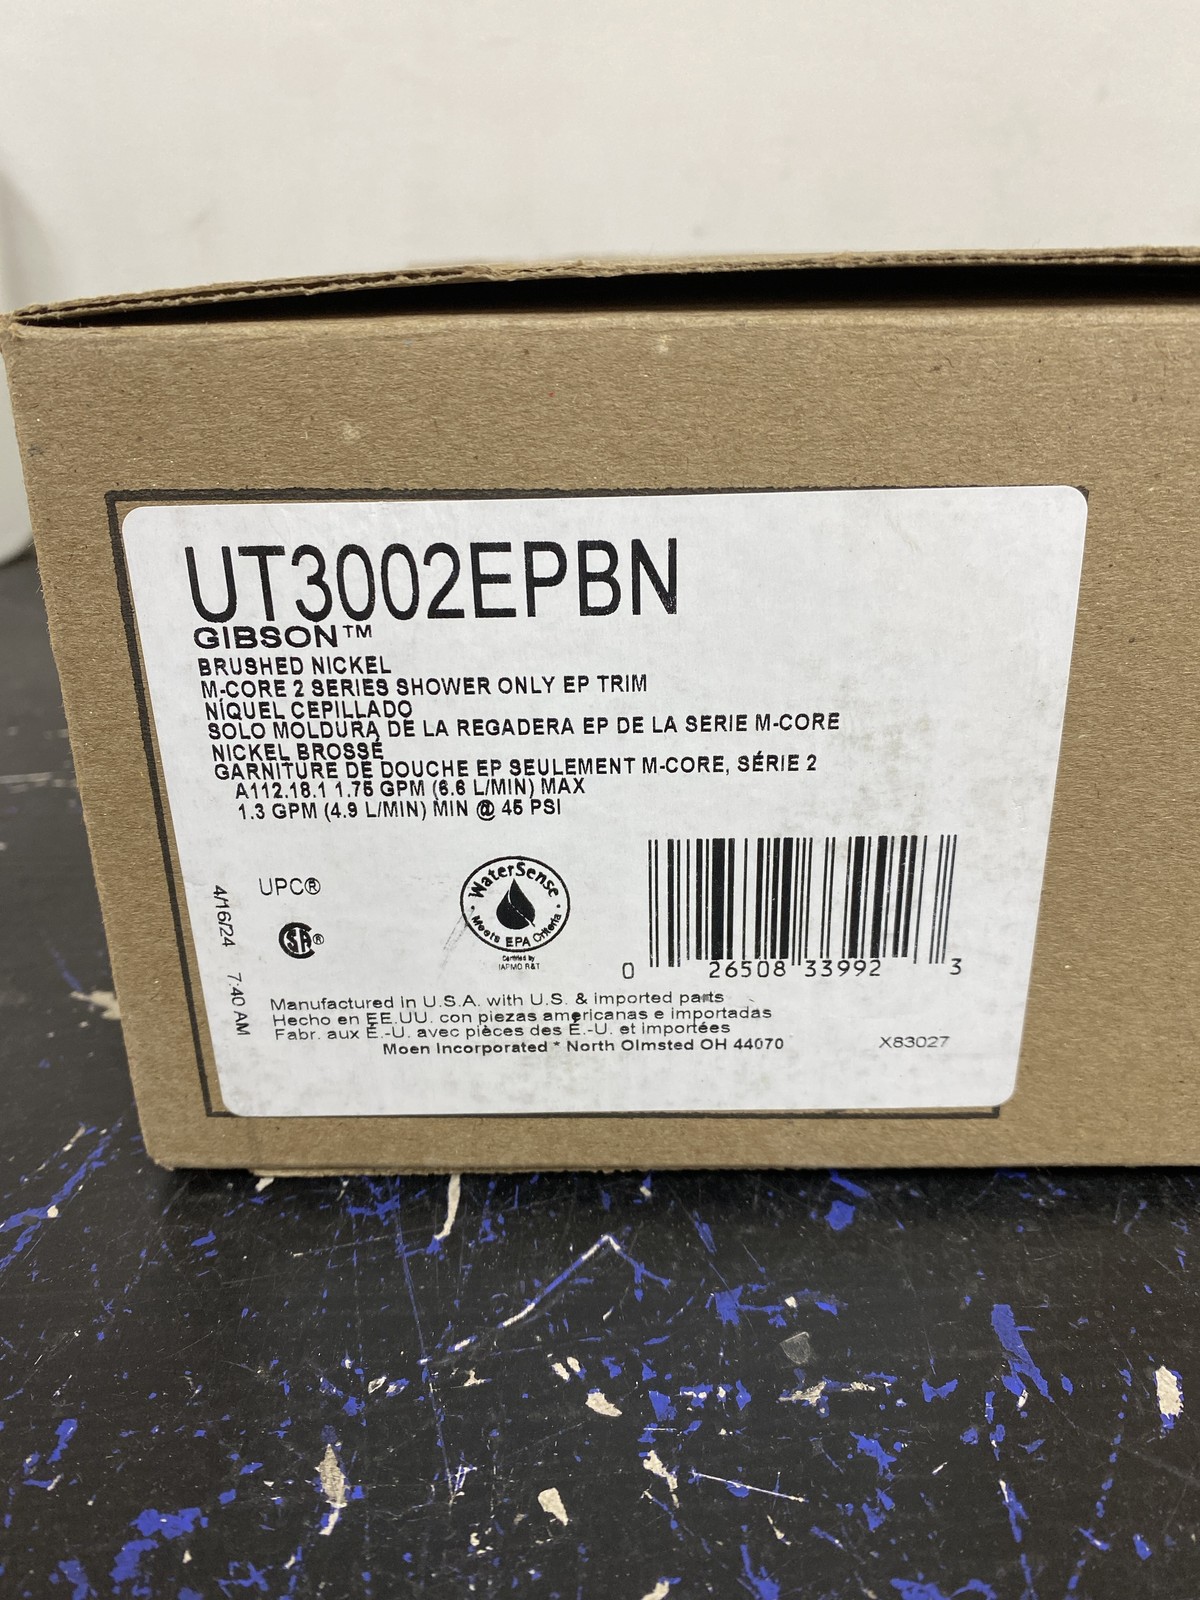 UT3002EPBN
GIBSON™
BRUSHED NICKEL
M-CORE 2 SERIES SHOWER ONLY EP TRIM
NÍQUEL CEPILLADO
SOLO MOLDURA DE LA REGADERA EP DE LA SERIE M-CORE
NICKEL BROSSÉ
GARNITURE DE DOUCHE EP SEULEMENT M-CORE, SÉRIE 2
A112.18.1 1.75 GPM (6.6 L/MIN) MAX
1.3 GPM (4.9 L/MIN) MIN @ 45 PSI
UPC®
SA®
4/16/24 7:40 AM
WaterSense
Meets EPA Criteria
Certified by
IAPMO R&T
0 26508 33992 3
Manufactured in U.S.A. with U.S. & imported parts
Hecho en EE.UU. con piezas americanas e importadas
Fabr. aux É.-U. avec pièces des É.-U. et importées
Moen Incorporated * North Olmsted OH 44070
X83027